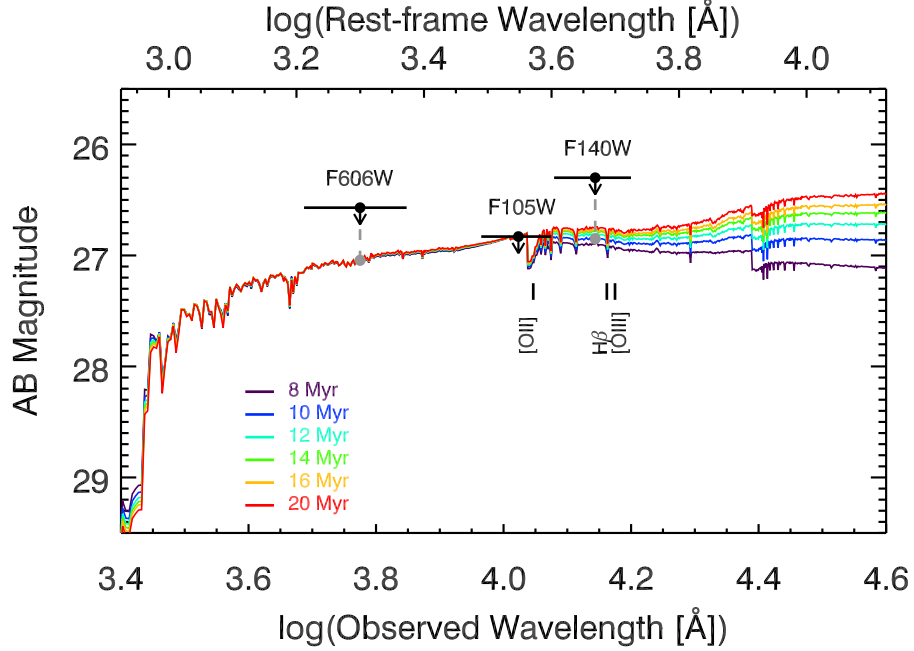 log(Rest-frame Wavelength [Å])
3.0 3.2 3.4 3.6 3.8 4.0
26
27
28
29
AB Magnitude
F606W
F105W
F140W
[OII]
Hβ
[OIII]
8 Myr
10 Myr
12 Myr
14 Myr
16 Myr
20 Myr
3.4 3.6 3.8 4.0 4.2 4.4 4.6
log(Observed Wavelength [Å])